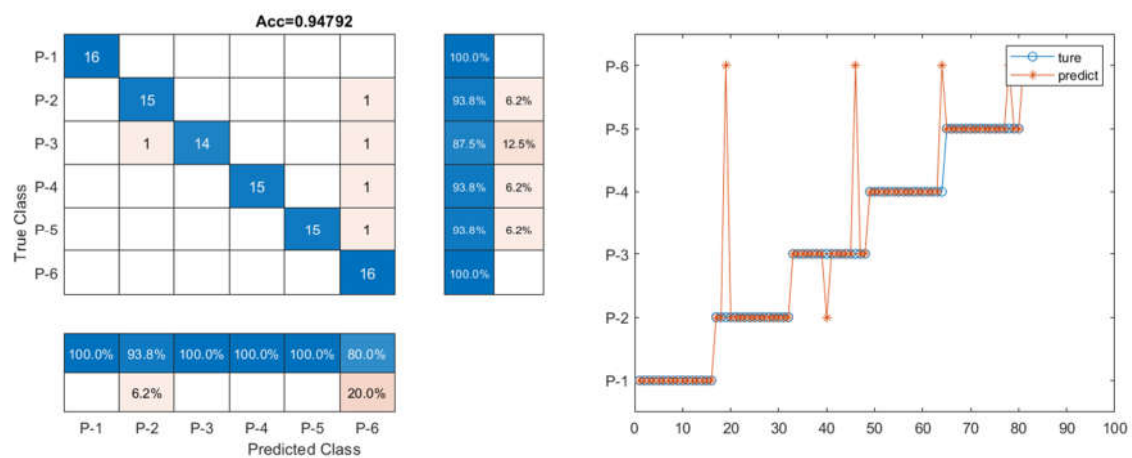 Acc=0.94792
True Class
P-1 16
P-2 15 1
P-3 1 14 1
P-4 15 1
P-5 15 1
P-6 16
100.0%
93.8% 6.2%
87.5% 12.5%
93.8% 6.2%
93.8% 6.2%
100.0%
100.0% 93.8% 100.0% 100.0% 100.0% 80.0%
6.2% 20.0%
P-1 P-2 P-3 P-4 P-5 P-6
Predicted Class
P-6
P-5
P-4
P-3
P-2
P-1
0 10 20 30 40 50 60 70 80 90 100
ture
predict